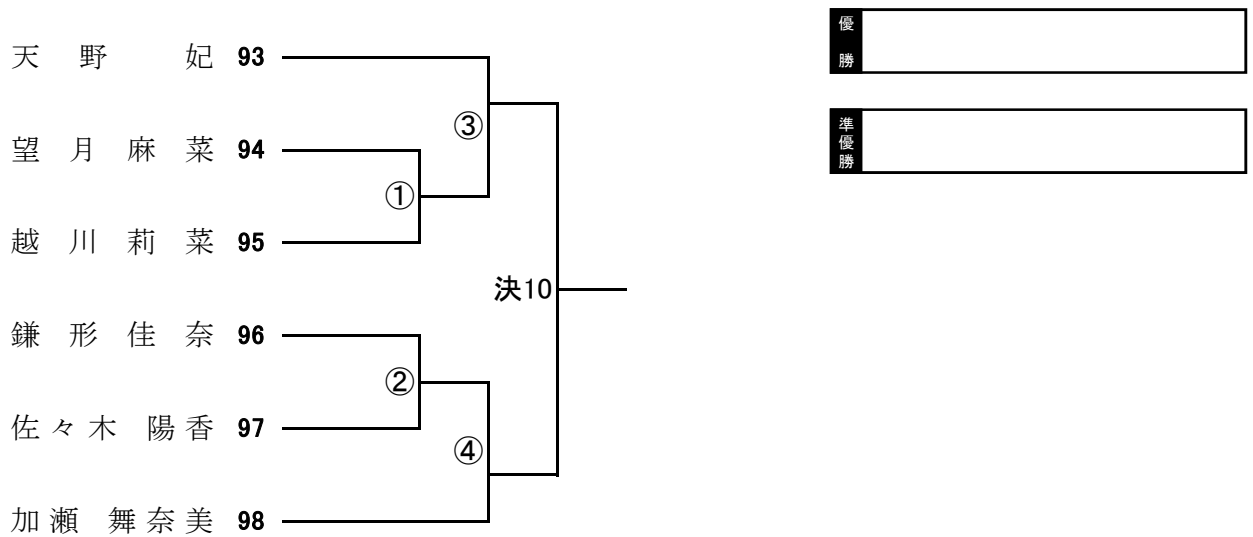 優勝
天野 妃 93
③
望月麻菜 94
準優勝
①
越川莉菜 95
決10
鎌形佳奈 96
②
佐々木 陽香 97
④
加瀬 舞奈美 98